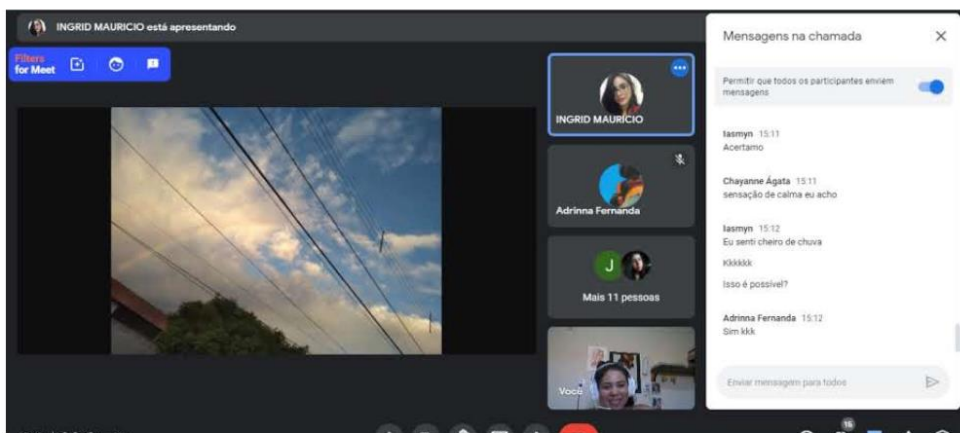 INGRID MAURICIO está apresentando
Filters
for Meet
INGRID MAURICIO
Adrinna Fernanda
J
Mais 11 pessoas
Você
Mensagens na chamada
Permitir que todos os participantes enviem
mensagens
Iasmyn 15:11
Acertamo
Chayanne Ágata 15:11
sensação de calma eu acho
Iasmyn 15:12
Eu senti cheiro de chuva
Kkkkkk
Isso é possível?
Adrinna Fernanda 15:12
Sim kkk
Enviar mensagem para todos